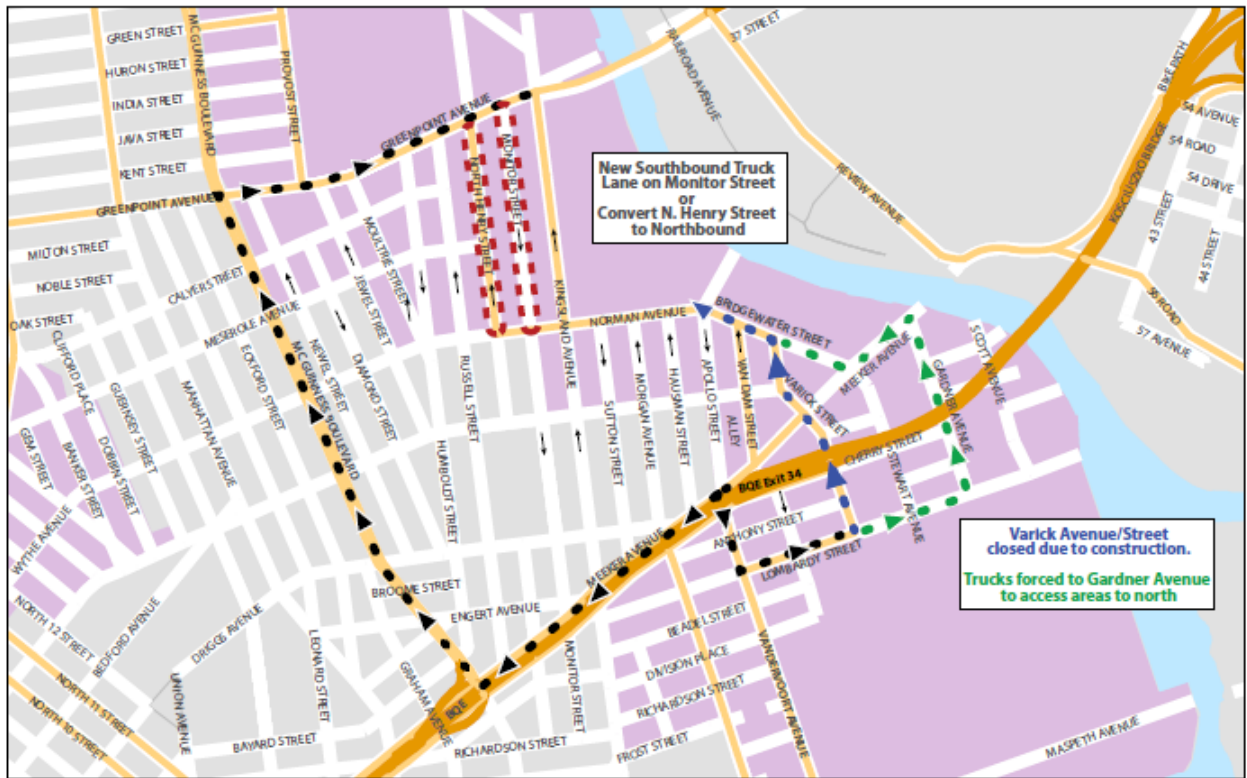 GREEN STREET
HURON STREET
INDIA STREET
JAVA STREET
KENT STREET
MCGUINNESS BOULEVARD
PROVOST STREET
GREENPOINT AVENUE
GREENPOINT AVENUE
MILTON STREET
NOBLE STREET
OAK STREET
CALYER STREET
MESEROLE AVENUE
CLIFFORD PLACE
GEM STREET
BANKER STREET
DOBBIN STREET
GUERNSEY STREET
MANHATTAN AVENUE
ECKFORD STREET
MCGUINNESS BOULEVARD
NEWEL STREET
DIAMOND STREET
JEWEL STREET
MOULTRIE STREET
RUSSELL STREET
HUMBOLDT STREET
NORTH HENRY STREET
MONITOR STREET
KINGSLAND AVENUE
NORMAN AVENUE
SUTTON STREET
MORGAN AVENUE
HAUSMAN STREET
APOLLO STREET
VAN DAM STREET
ALLEY
BRIDGEWATER STREET
VARICK STREET
MEEKER AVENUE
GARDNER AVENUE
S SCOTT AVENUE
CHERRY STREET
STEWART AVENUE
BQE Exit 34
ANTHONY STREET
LOMBARDY STREET
MEEKER AVENUE
BEADEL STREET
DIVISION PLACE
RICHARDSON STREET
FROST STREET
VANDERVOORT AVENUE
MASPETH AVENUE
BROOME STREET
ENGERT AVENUE
MONITOR STREET
GRAHAM AVENUE
BQE
RICHARDSON STREET
BAYARD STREET
LEONARD STREET
UNION AVENUE
DRIGGS AVENUE
BEDFORD AVENUE
WYTHE AVENUE
NORTH 12 STREET
NORTH 11 STREET
NORTH 10 STREET
RAILROAD AVENUE
37 STREET
REVIEW AVENUE
KOSCIUSZKO BRIDGE
BIKE PATH
54 AVENUE
54 ROAD
54 DRIVE
43 STREET
44 STREET
56 ROAD
57 AVENUE
New Southbound Truck
Lane on Monitor Street
or
Convert N. Henry Street
to Northbound
Varick Avenue/Street
closed due to construction.
Trucks forced to Gardner Avenue
to access areas to north